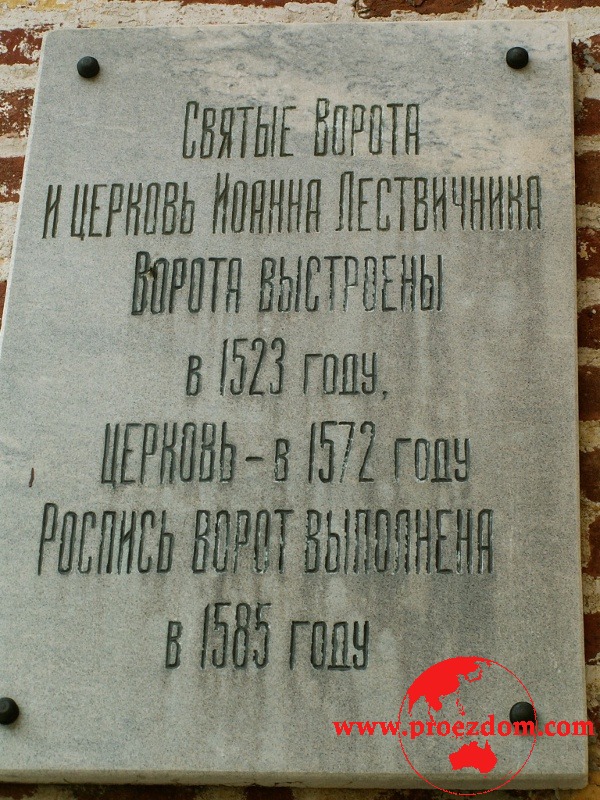 Святые Ворота
и церковь Иоанна Лествичника
Ворота выстроены
в 1523 году,
церковь – в 1572 году
Роспись ворот выполнена
в 1585 году
www.proezdom.com